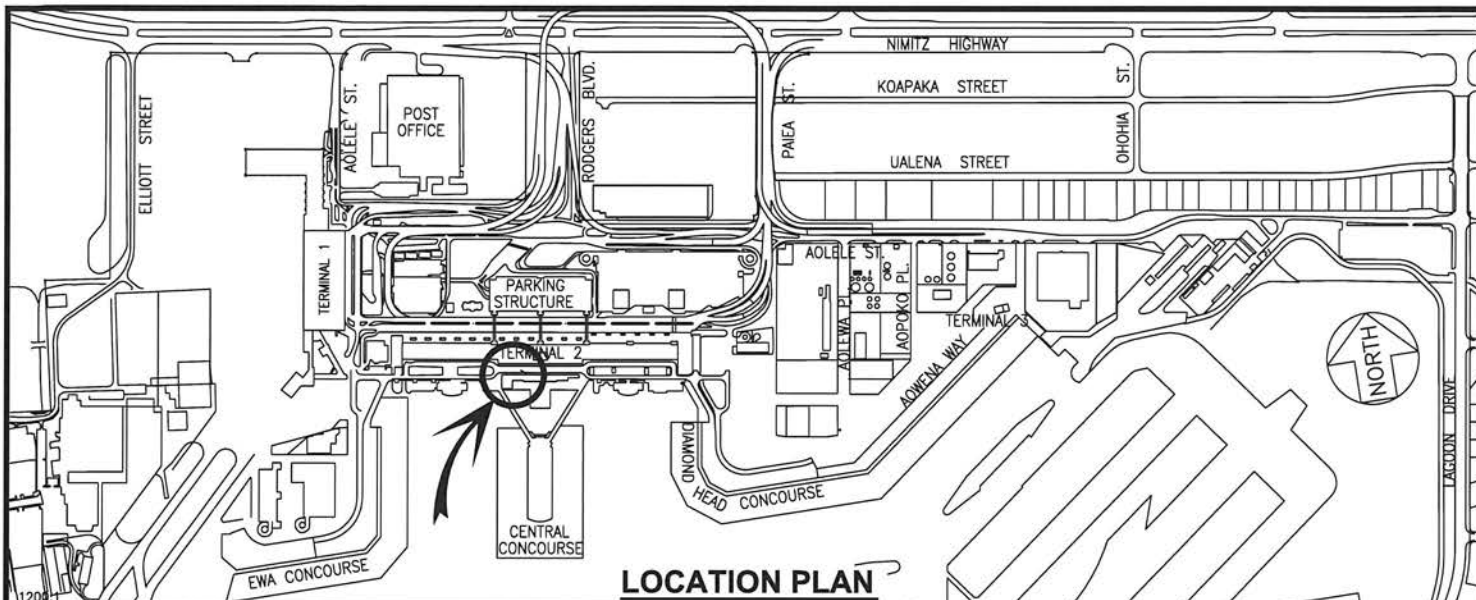 NIMITZ HIGHWAY
KOAPAKA STREET
UALENA STREET
ELLIOTT STREET
AOLELE ST.
POST
OFFICE
RODGERS BLVD.
PAIEA ST.
OHOHIA ST.
TERMINAL 1
PARKING
STRUCTURE
TERMINAL 2
AOLELE ST.
AOLEWA PL.
AOPOKO PL.
TERMINAL 3
AOWENA WAY
NORTH
LAGOON DRIVE
DIAMOND
HEAD CONCOURSE
CENTRAL
CONCOURSE
EWA CONCOURSE
LOCATION PLAN